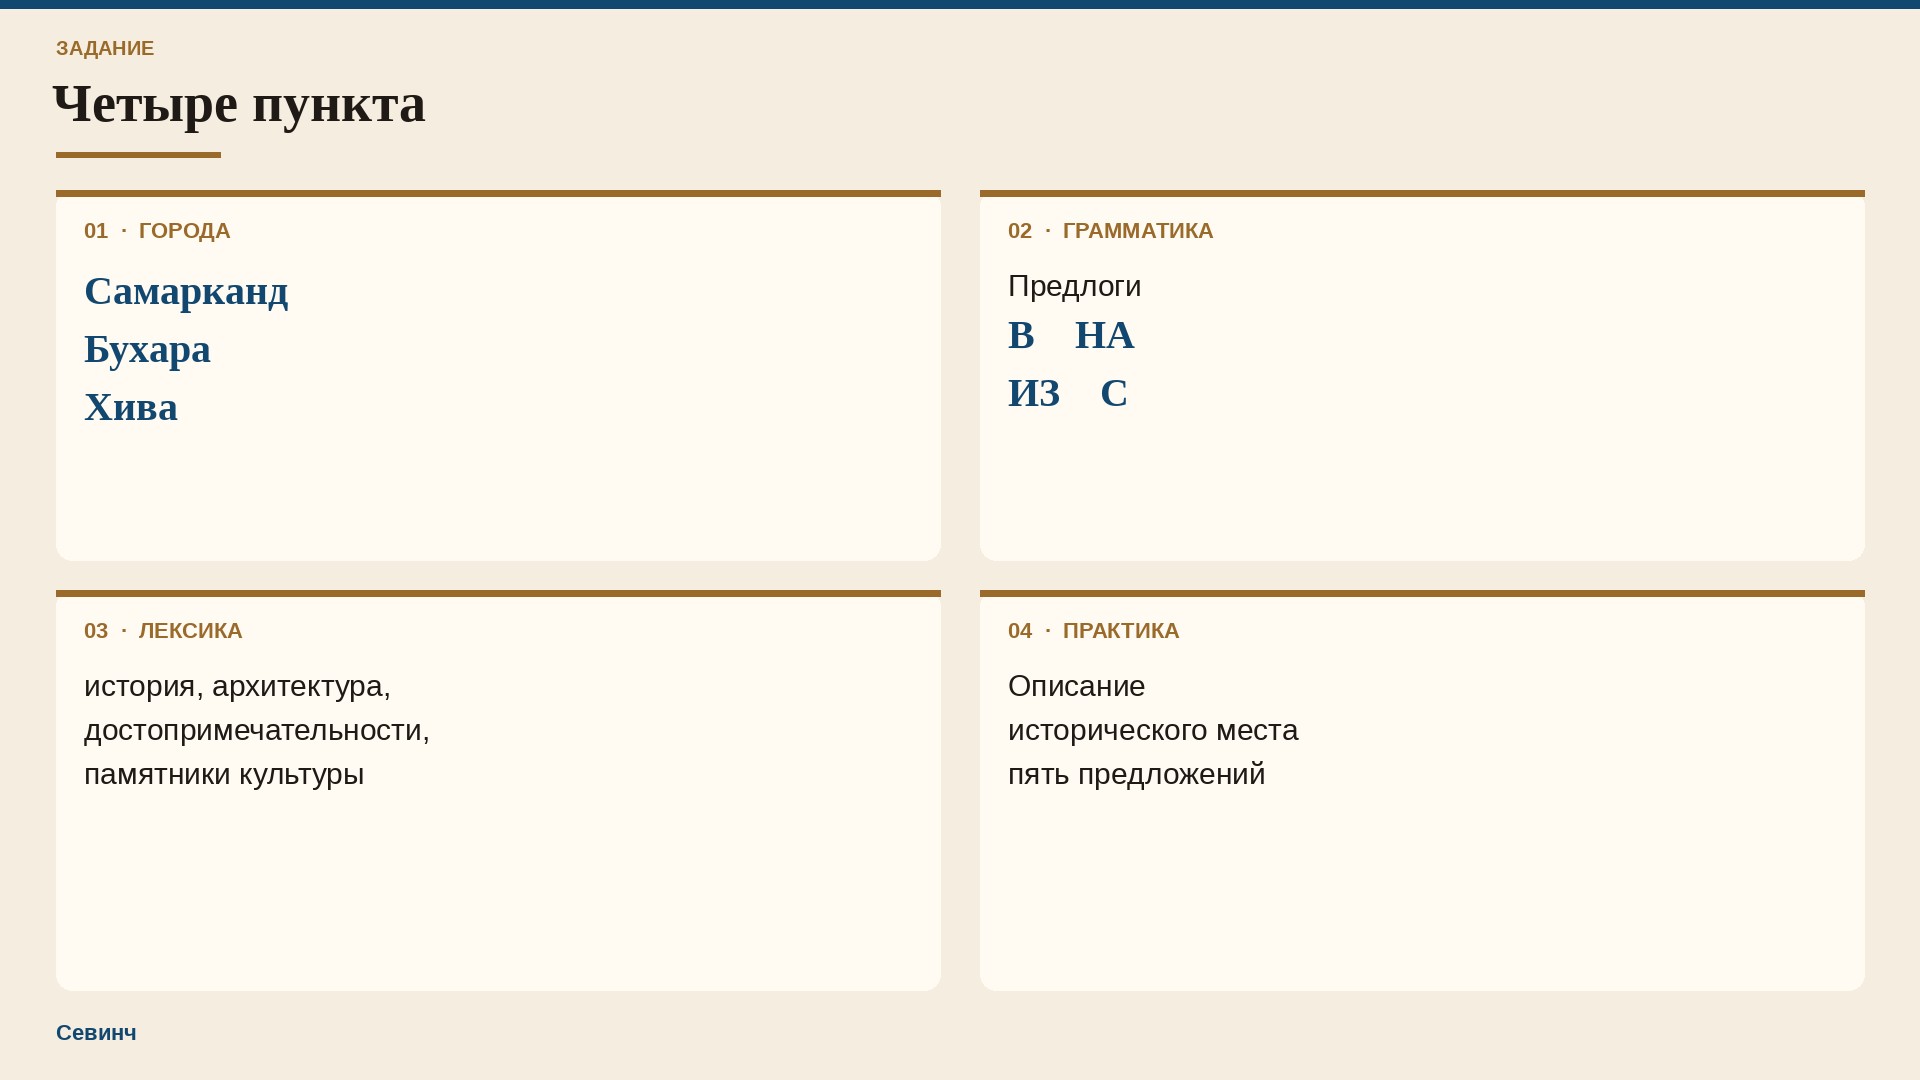 ЗАДАНИЕ
Четыре пункта
01 · ГОРОДА
Самарканд
Бухара
Хива
02 · ГРАММАТИКА
Предлоги
В НА
ИЗ С
03 · ЛЕКСИКА
история, архитектура,
достопримечательности,
памятники культуры
04 · ПРАКТИКА
Описание
исторического места
пять предложений
Севинч